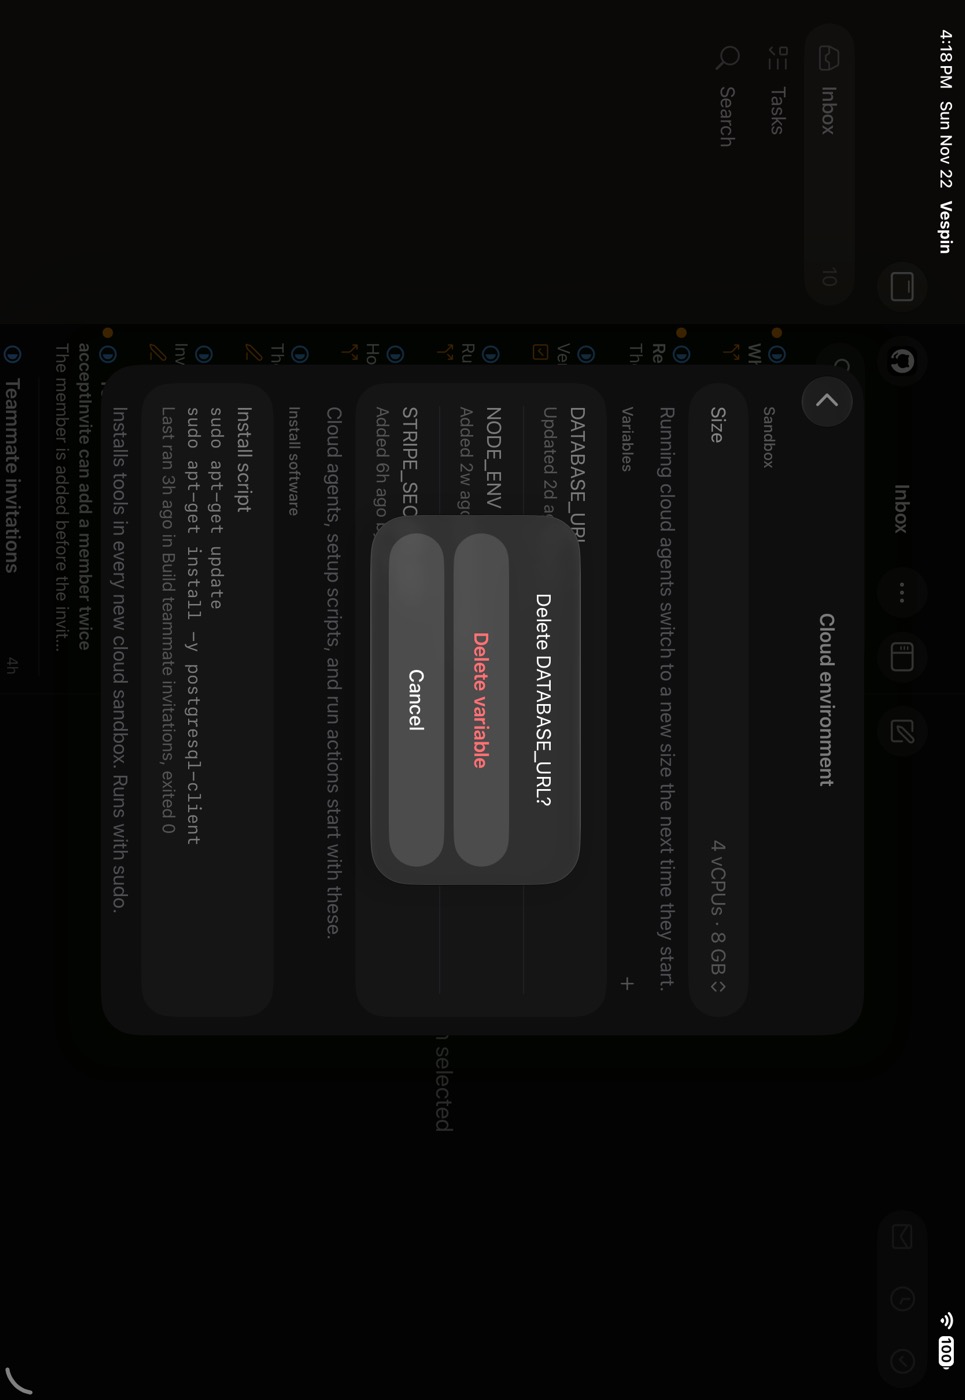 4:18 PM Sun Nov 22 Vespin
100
Inbox
Inbox 10
Tasks
Search
Cloud environment
Sandbox
Size 4 vCPUs · 8 GB
Running cloud agents switch to a new size the next time they start.
Variables
DATABASE_URL
Updated 2d
NODE_ENV
Added 2w ago
STRIPE_SEC
Added 6h ago
Delete DATABASE_URL?
Delete variable
Cancel
selected
Cloud agents, setup scripts, and run actions start with these.
Install software
Install script
sudo apt-get update
sudo apt-get install -y postgresql-client
Last ran 3h ago in Build teammate invitations, exited 0
Installs tools in every new cloud sandbox. Runs with sudo.
acceptInvite can add a member twice
The member is added before the invit...
Teammate invitations 4h